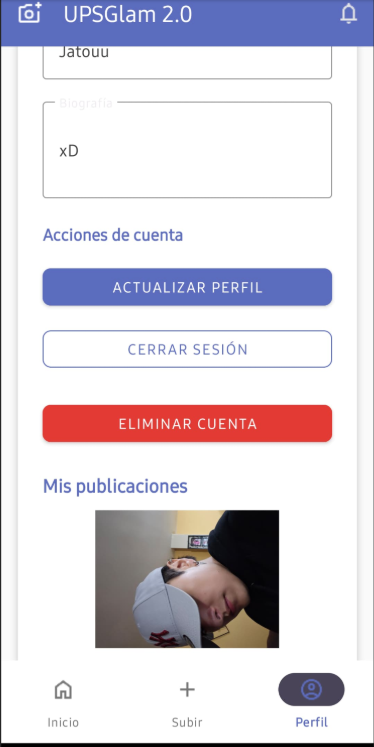 UPSGlam 2.0
Jatouu
Biografía
xD
Acciones de cuenta
ACTUALIZAR PERFIL
CERRAR SESIÓN
ELIMINAR CUENTA
Mis publicaciones
Inicio
Subir
Perfil